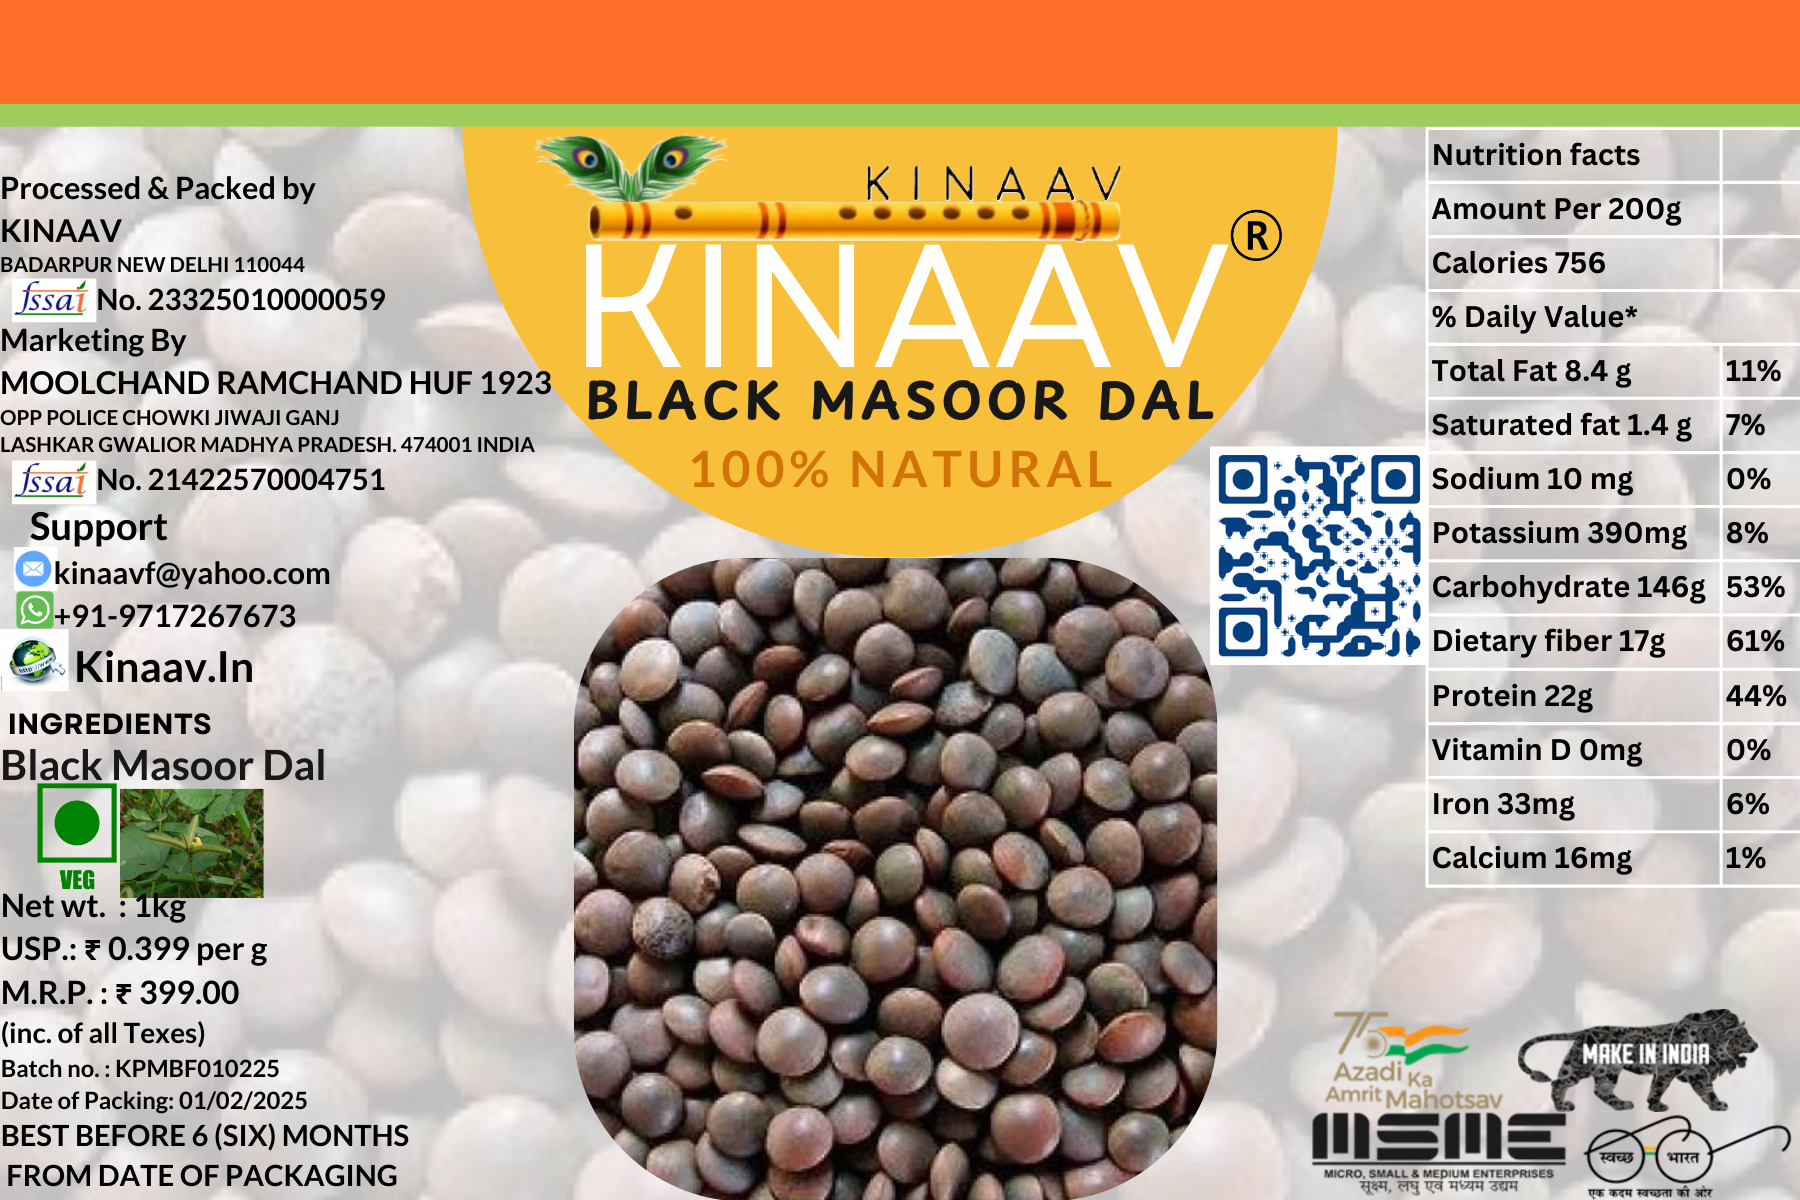 Processed & Packed by
KINAAV
BADARPUR NEW DELHI 110044
fssai No. 23325010000059
Marketing By
MOOLCHAND RAMCHAND HUF 1923
OPP POLICE CHOWKI JIWAJI GANJ
LASHKAR GWALIOR MADHYA PRADESH. 474001 INDIA
fssai No. 21422570004751
Support
kinaavf@yahoo.com
+91-9717267673
Kinaav.In
INGREDIENTS
Black Masoor Dal
VEG
Net wt. : 1kg
USP.: ₹ 0.399 per g
M.R.P. : ₹ 399.00
(inc. of all Texes)
Batch no. : KPMBF010225
Date of Packing: 01/02/2025
BEST BEFORE 6 (SIX) MONTHS
FROM DATE OF PACKAGING
KINAAV
KINAAV®
BLACK MASOOR DAL
100% NATURAL
Nutrition facts
Amount Per 200g
Calories 756
% Daily Value*
Total Fat 8.4 g 11%
Saturated fat 1.4 g 7%
Sodium 10 mg 0%
Potassium 390mg 8%
Carbohydrate 146g 53%
Dietary fiber 17g 61%
Protein 22g 44%
Vitamin D 0mg 0%
Iron 33mg 6%
Calcium 16mg 1%
75
Azadi Ka
Amrit Mahotsav
MAKE IN INDIA
MSME
MICRO, SMALL & MEDIUM ENTERPRISES
सूक्ष्म, लघु एवं मध्यम उद्यम
स्वच्छ भारत
एक कदम स्वच्छता की ओर